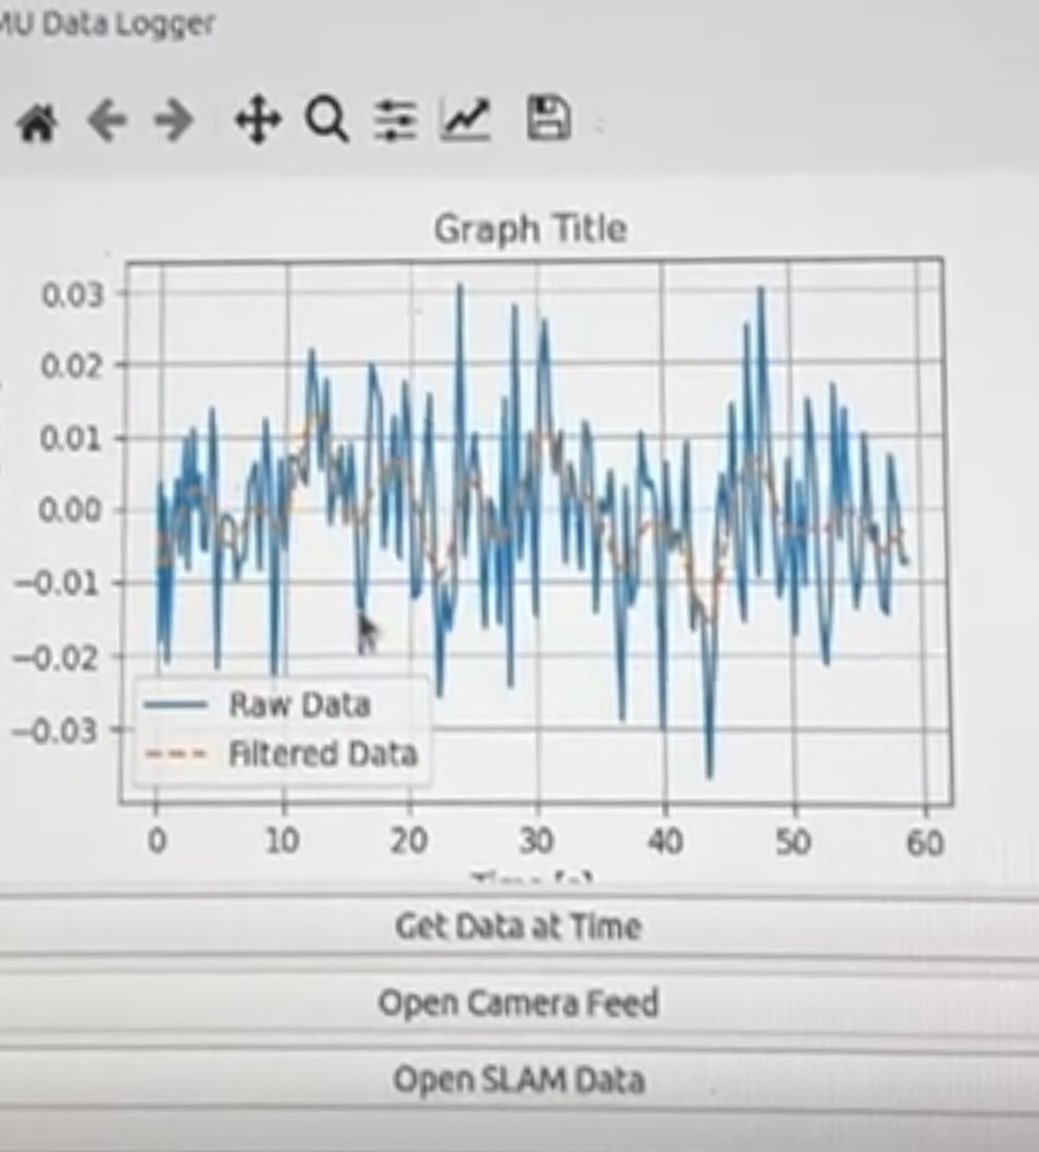 MU Data Logger
Graph Title
0.03
0.02
0.01
0.00
−0.01
−0.02
−0.03
Raw Data
Filtered Data
0 10 20 30 40 50 60
Get Data at Time
Open Camera Feed
Open SLAM Data